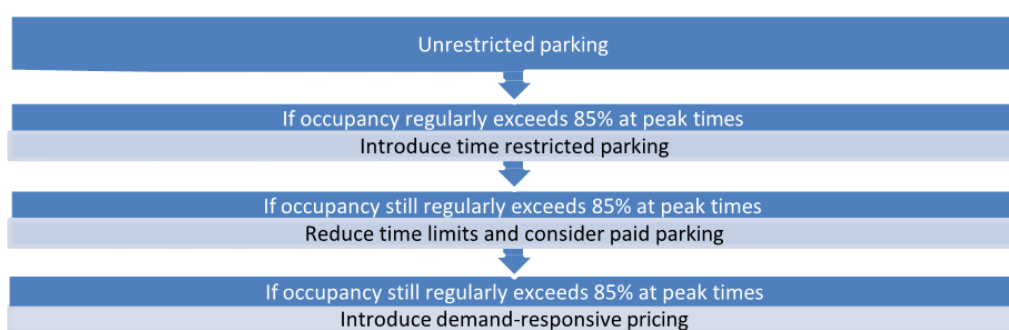 Unrestricted parking
If occupancy regularly exceeds 85% at peak times
Introduce time restricted parking
If occupancy still regularly exceeds 85% at peak times
Reduce time limits and consider paid parking
If occupancy still regularly exceeds 85% at peak times
Introduce demand-responsive pricing